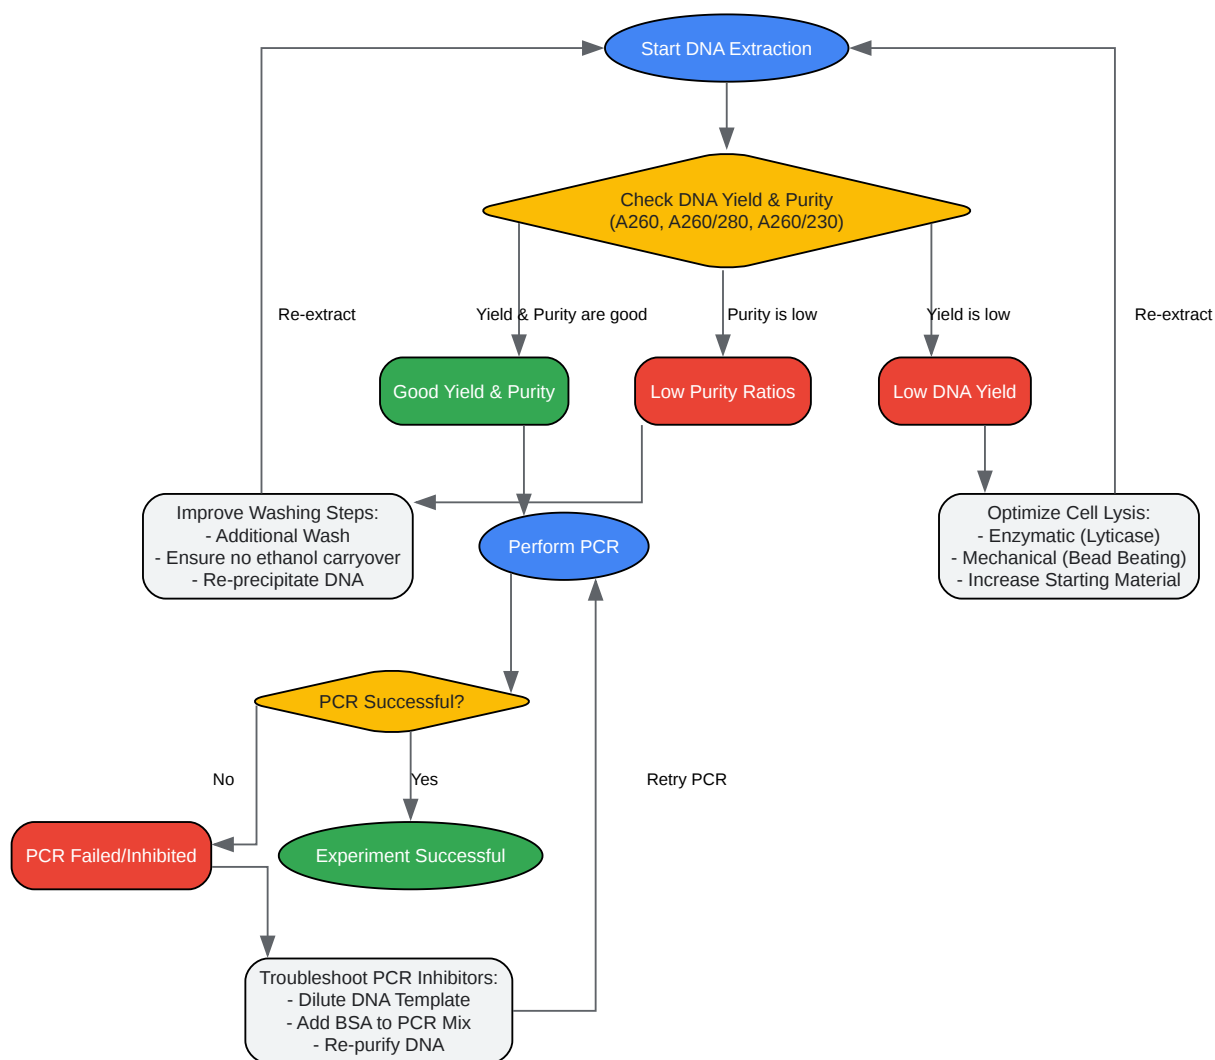 Start DNA Extraction
Check DNA Yield & Purity
(A260, A260/280, A260/230)
Re-extract
Yield & Purity are good
Purity is low
Yield is low
Re-extract
Good Yield & Purity
Low Purity Ratios
Low DNA Yield
Improve Washing Steps:
- Additional Wash
- Ensure no ethanol carryover
- Re-precipitate DNA
Perform PCR
Optimize Cell Lysis:
- Enzymatic (Lyticase)
- Mechanical (Bead Beating)
- Increase Starting Material
PCR Successful?
No
Yes
Retry PCR
PCR Failed/Inhibited
Experiment Successful
Troubleshoot PCR Inhibitors:
- Dilute DNA Template
- Add BSA to PCR Mix
- Re-purify DNA